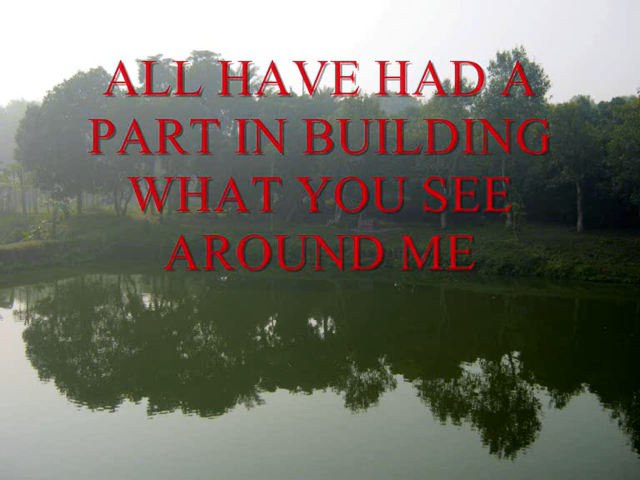 ALL HAVE HAD A
PART IN BUILDING
WHAT YOU SEE
AROUND ME